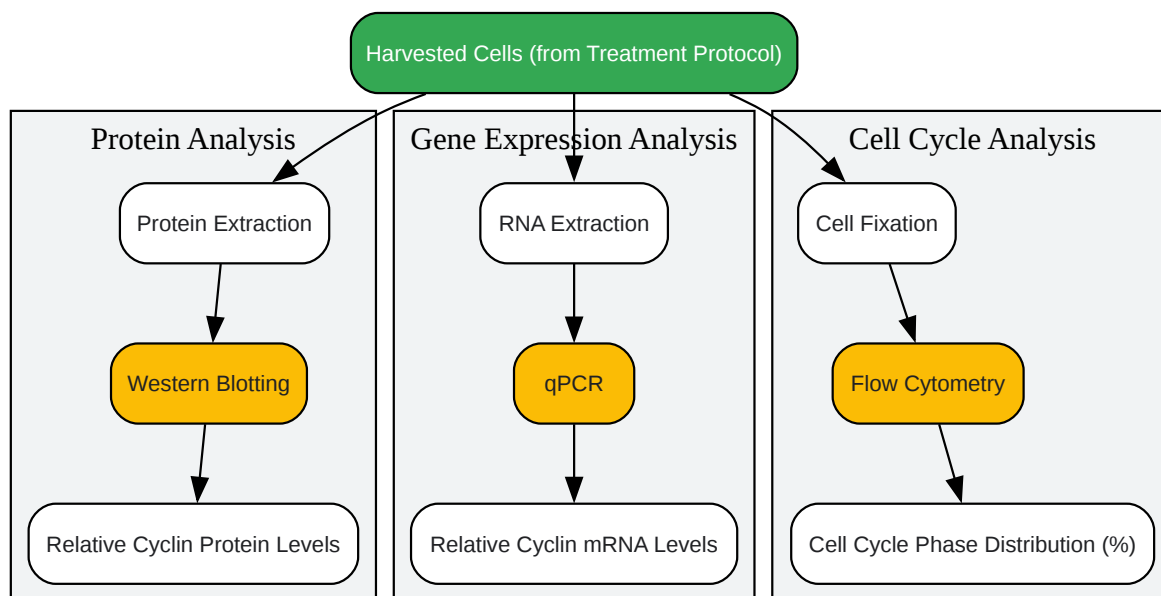 Harvested Cells (from Treatment Protocol)
Protein Analysis
Gene Expression Analysis
Cell Cycle Analysis
Protein Extraction
RNA Extraction
Cell Fixation
Western Blotting
qPCR
Flow Cytometry
Relative Cyclin Protein Levels
Relative Cyclin mRNA Levels
Cell Cycle Phase Distribution (%)